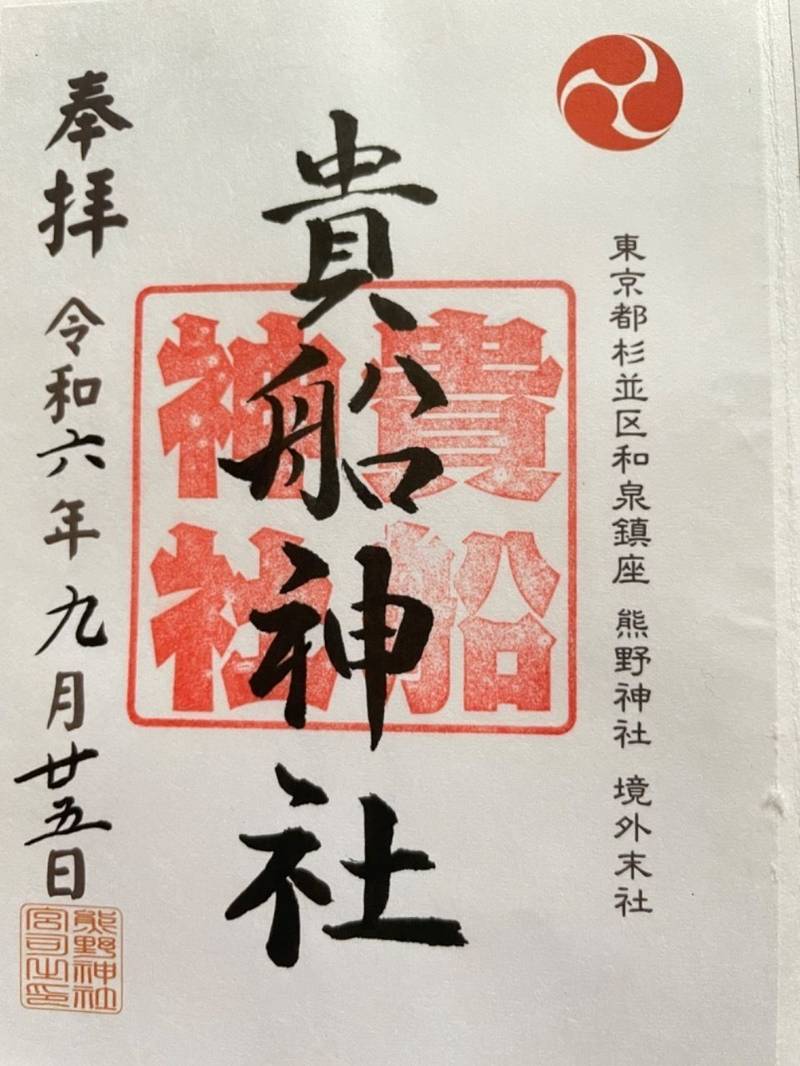 東京都杉並区和泉鎮座 熊野神社 境外末社
貴船神社
貴船
神社
奉拝 令和六年九月廿五日
熊野神社
宮司之印